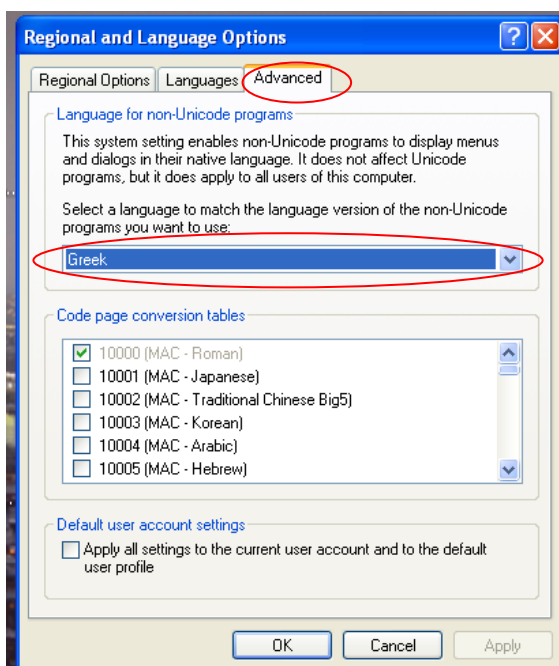 Regional and Language Options
Regional Options Languages Advanced
Language for non-Unicode programs
This system setting enables non-Unicode programs to display menus
and dialogs in their native language. It does not affect Unicode
programs, but it does apply to all users of this computer.
Select a language to match the language version of the non-Unicode
programs you want to use:
Greek
Code page conversion tables
10000 (MAC - Roman)
10001 (MAC - Japanese)
10002 (MAC - Traditional Chinese Big5)
10003 (MAC - Korean)
10004 (MAC - Arabic)
10005 (MAC - Hebrew)
Default user account settings
Apply all settings to the current user account and to the default
user profile
OK Cancel Apply